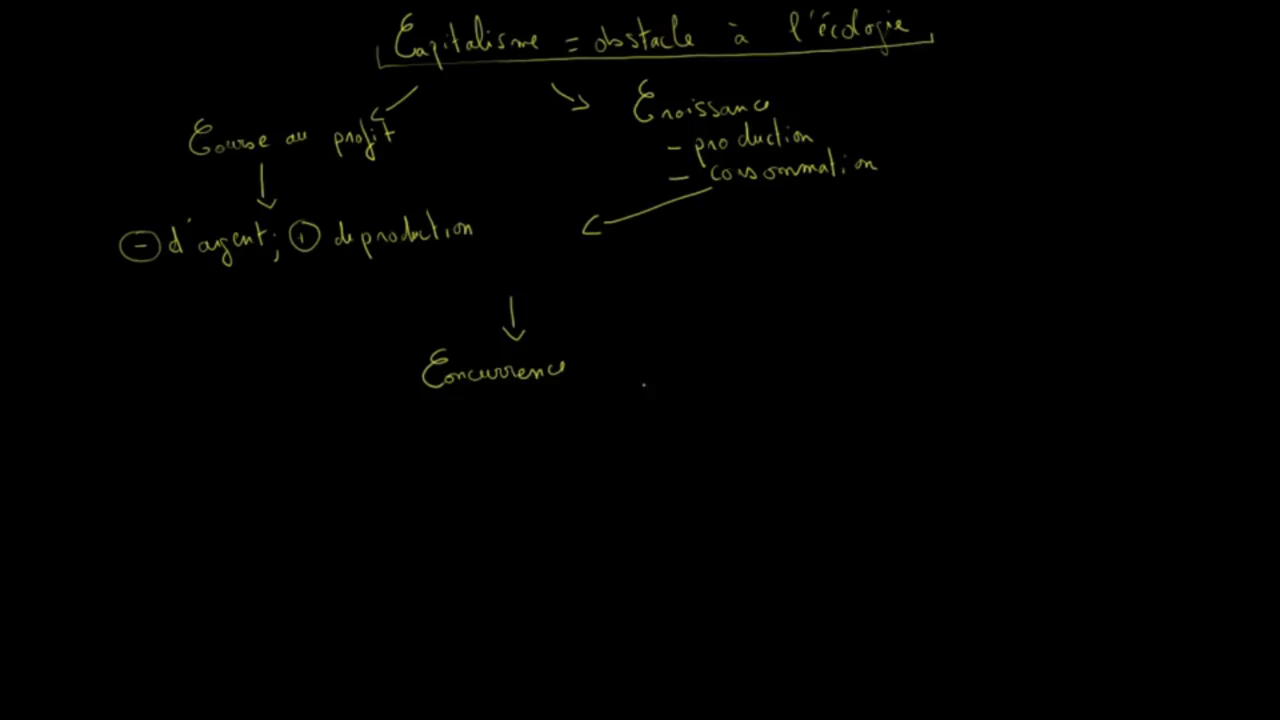 Capitalisme = obstacle à l'écologie
Course au profit
Croissance
- production
- consommation
- d'argent; + de production
Concurrence